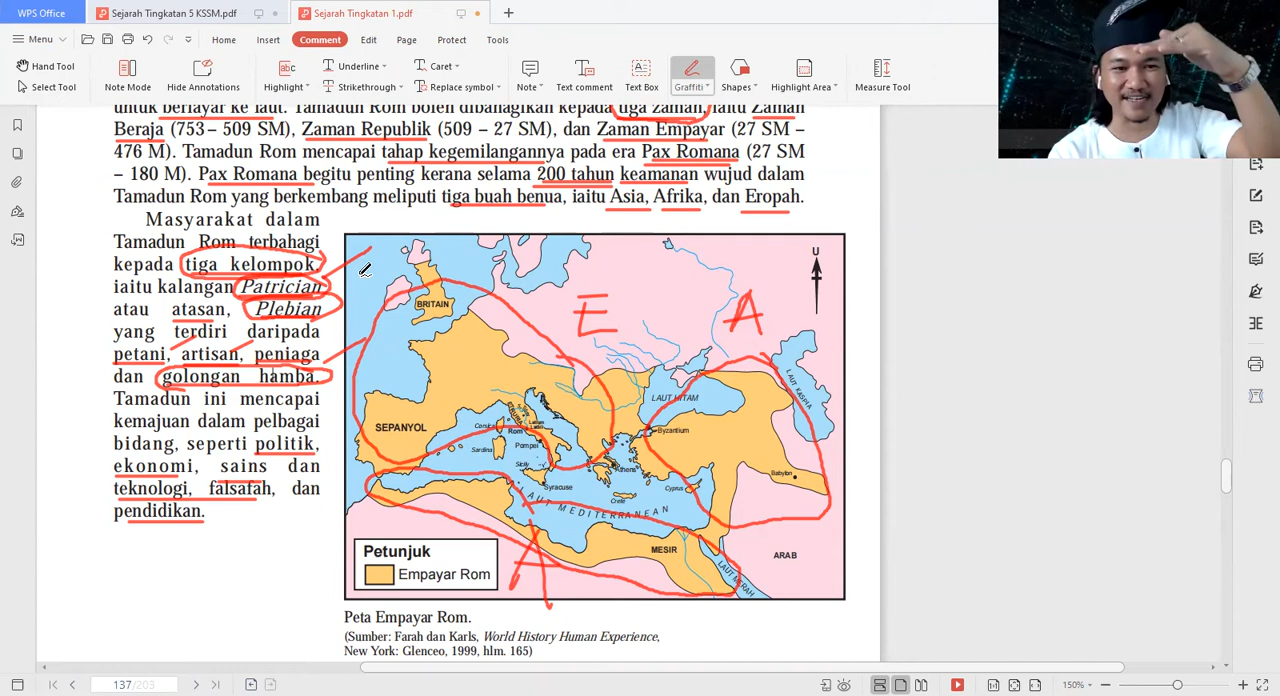 WPS Office
Sejarah Tingkatan 5 KSSM.pdf
Sejarah Tingkatan 1.pdf
Menu
Home
Insert
Comment
Edit
Page
Protect
Tools
Hand Tool
Select Tool
Note Mode
Hide Annotations
Highlight
Underline
Strikethrough
Caret
Replace symbol
Note
Text comment
Text Box
Graffiti
Shapes
Highlight Area
Measure Tool
untuk berlayar ke laut. Tamadun Rom boleh dibahagikan kepada tiga zaman, iaitu Zaman
Beraja (753 – 509 SM), Zaman Republik (509 – 27 SM), dan Zaman Empayar (27 SM –
476 M). Tamadun Rom mencapai tahap kegemilangannya pada era Pax Romana (27 SM
– 180 M). Pax Romana begitu penting kerana selama 200 tahun keamanan wujud dalam
Tamadun Rom yang berkembang meliputi tiga buah benua, iaitu Asia, Afrika, dan Eropah.
Masyarakat dalam
Tamadun Rom terbahagi
kepada tiga kelompok,
iaitu kalangan Patrician
atau atasan, Plebian
yang terdiri daripada
petani, artisan, peniaga
dan golongan hamba.
Tamadun ini mencapai
kemajuan dalam pelbagai
bidang, seperti politik,
ekonomi, sains dan
teknologi, falsafah, dan
pendidikan.
U
BRITAIN
E
A
LAUT KASPIA
LAUT HITAM
SEPANYOL
ETRURIA
Corsica
Rom
Byzantium
Sardina
Pompei
Sicily
Athens
Babylon
Syracuse
Crete
Cyprus
LAUT MEDITERRANEAN
A
MESIR
ARAB
LAUT MERAH
Petunjuk
Empayar Rom
Peta Empayar Rom.
(Sumber: Farah dan Karls, World History Human Experience,
New York: Glenceo, 1999, hlm. 165)
137/203
150%